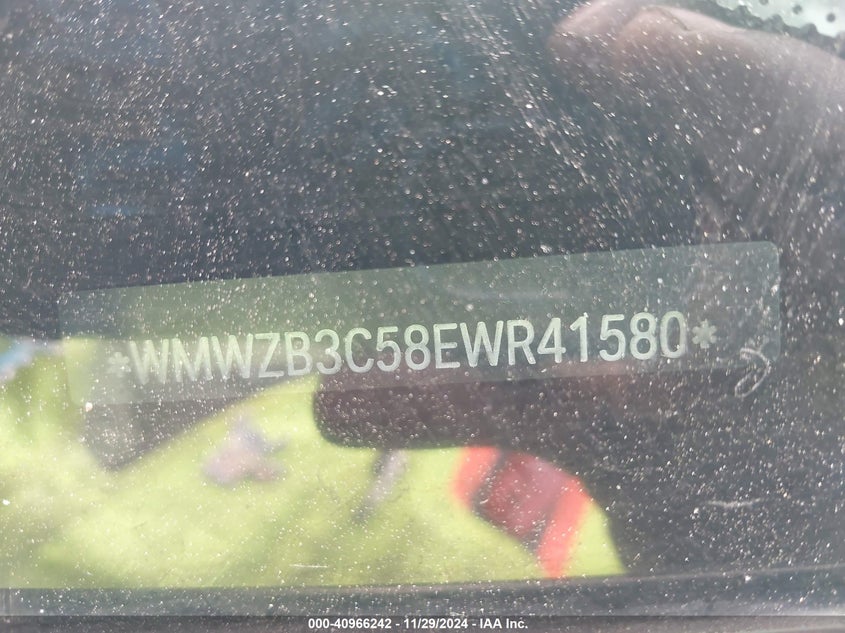 *WMWZB3C58EWR41580*
000-40966242 - 11/29/2024 - IAA Inc.